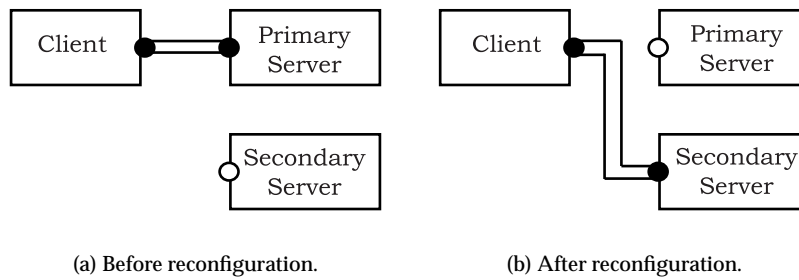 Client
Primary
Server
Secondary
Server
(a) Before reconfiguration.
Client
Primary
Server
Secondary
Server
(b) After reconfiguration.